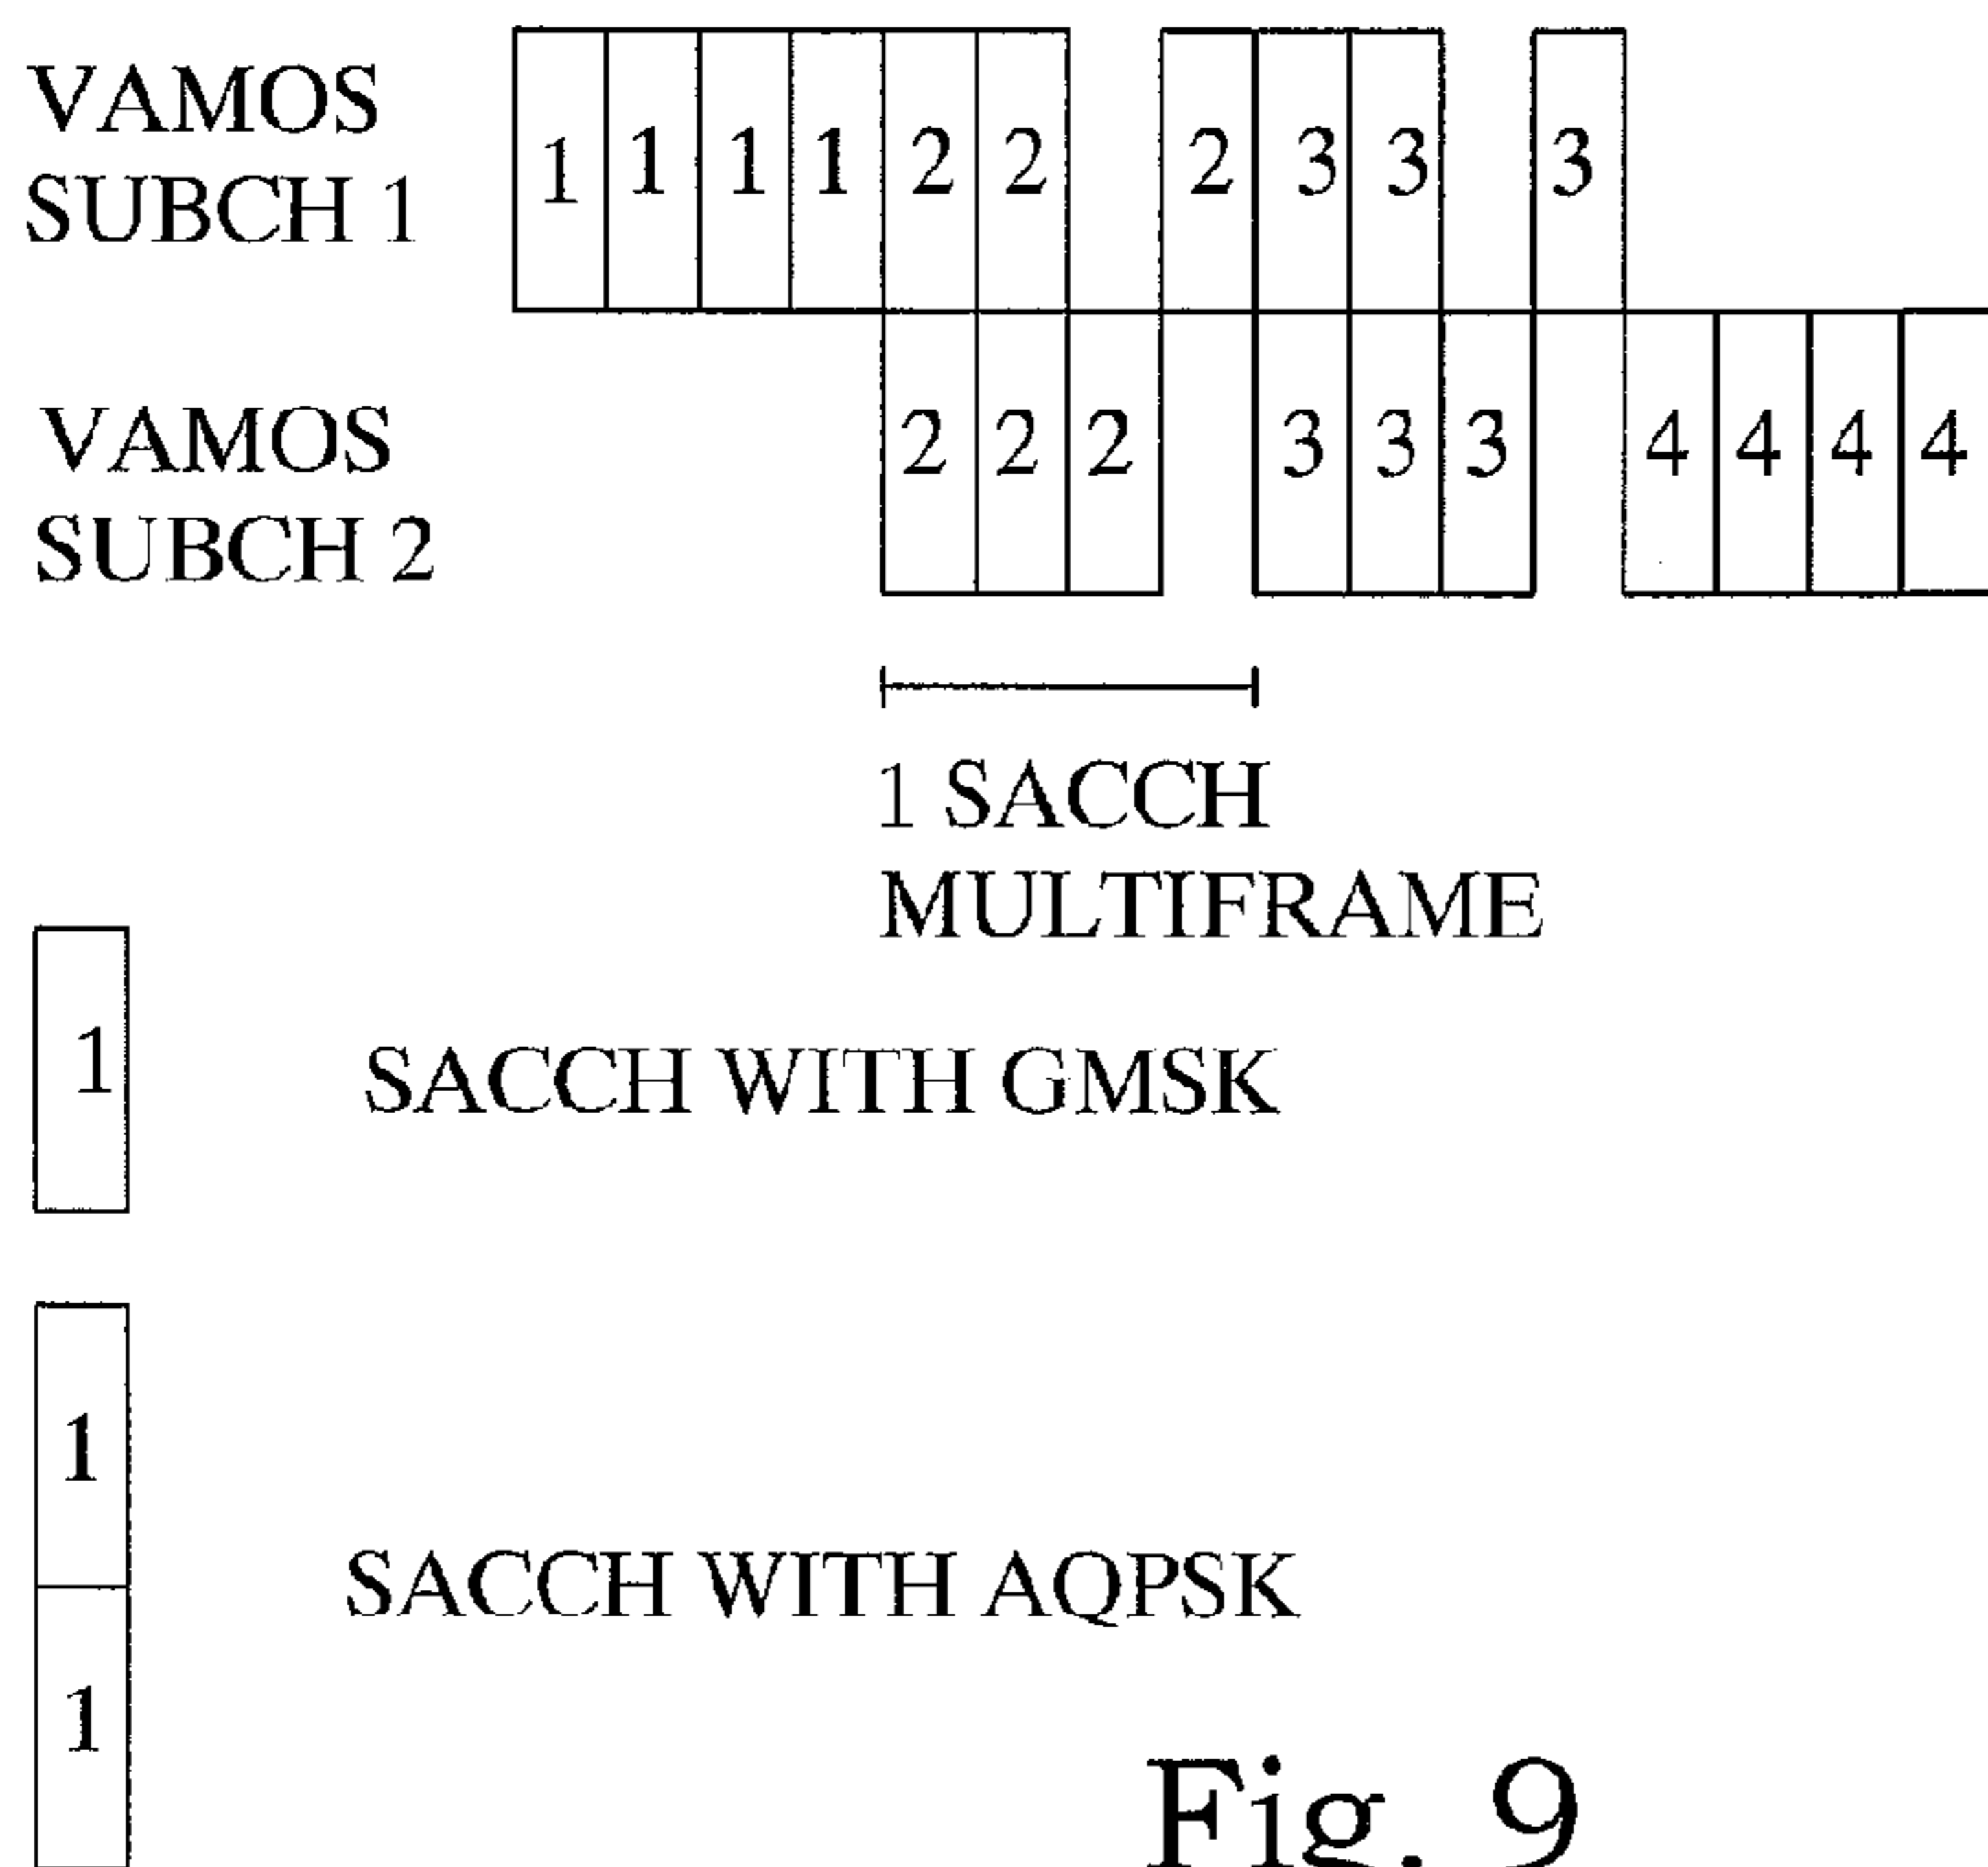 VAMOS
SUBCH 1
1 1 1 1 2 2 2 3 3 3
VAMOS
SUBCH 2
2 2 2 3 3 3 4 4 4 4
1 SACCH
MULTIFRAME
1
SACCH WITH GMSK
1
SACCH WITH AQPSK
1
Fig. 9